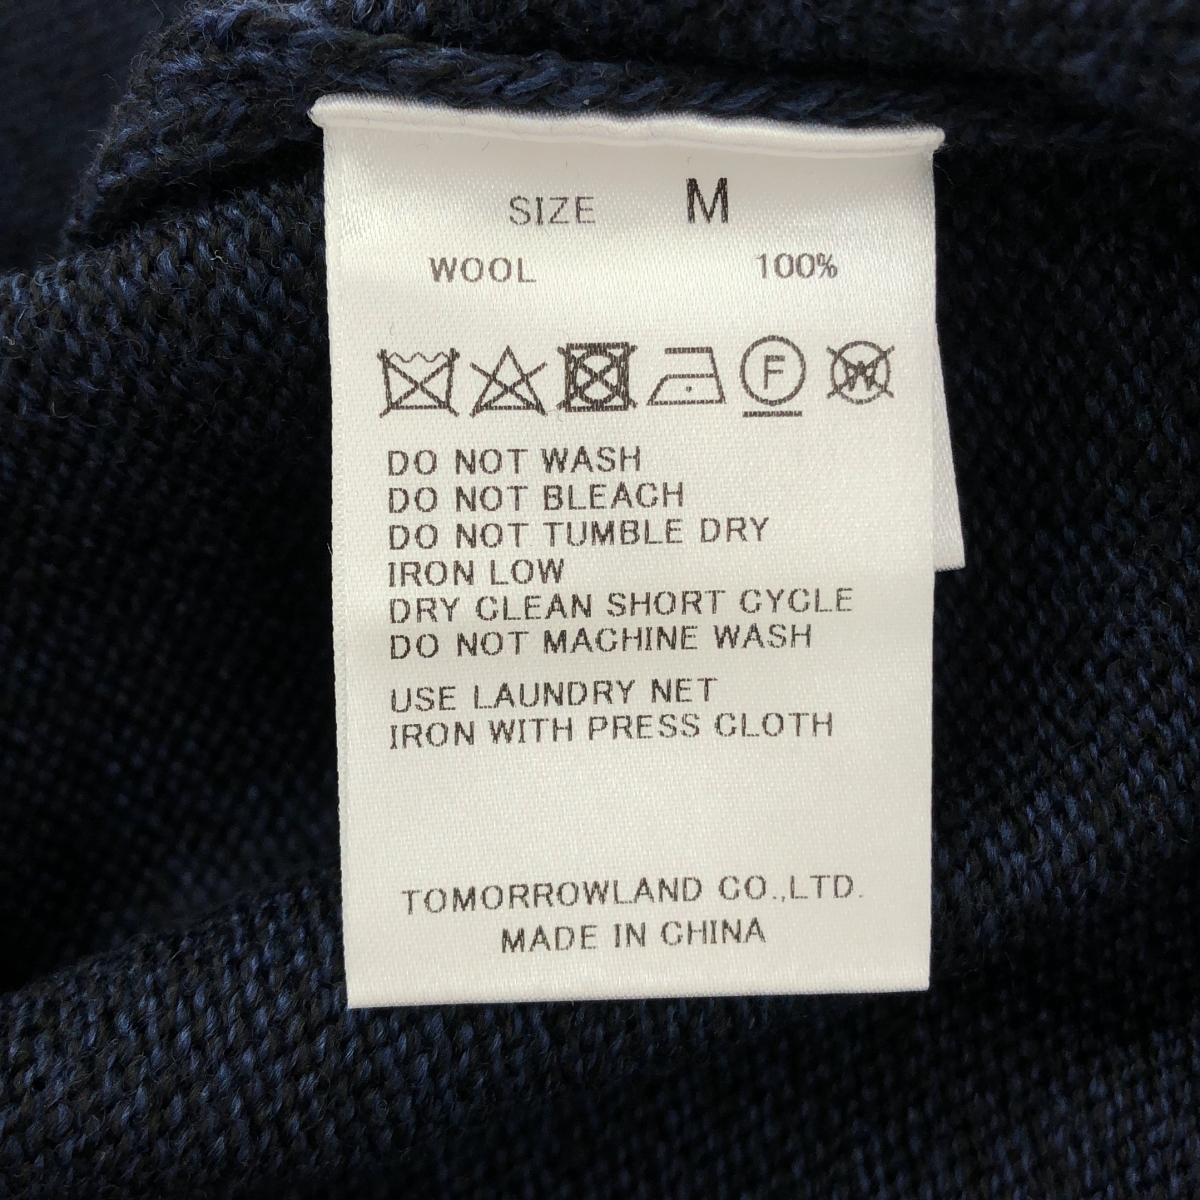 SIZE M
WOOL 100%
F W
DO NOT WASH
DO NOT BLEACH
DO NOT TUMBLE DRY
IRON LOW
DRY CLEAN SHORT CYCLE
DO NOT MACHINE WASH
USE LAUNDRY NET
IRON WITH PRESS CLOTH
TOMORROWLAND CO.,LTD.
MADE IN CHINA